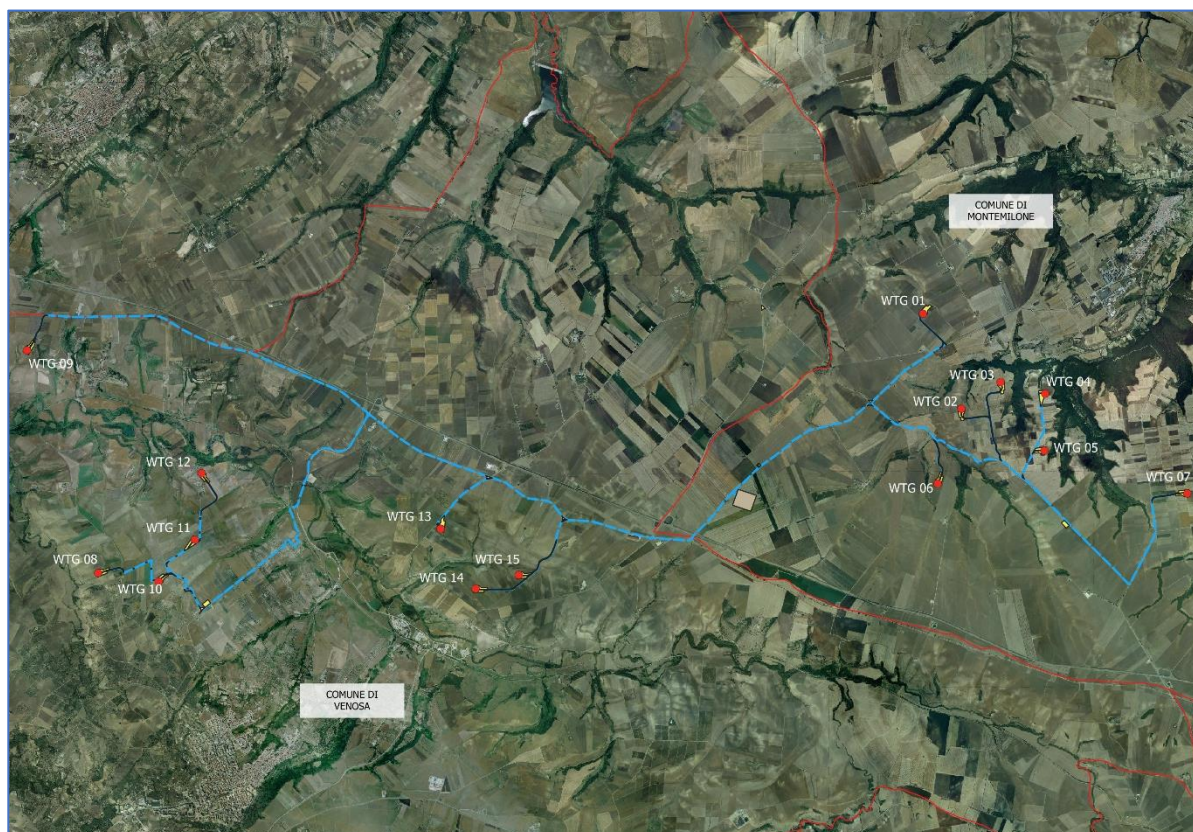 COMUNE DI
MONTEMILONE
WTG 01
WTG 09
WTG 03
WTG 04
WTG 02
WTG 05
WTG 12
WTG 07
WTG 06
WTG 13
WTG 11
WTG 08
WTG 15
WTG 10
WTG 14
COMUNE DI
VENOSA